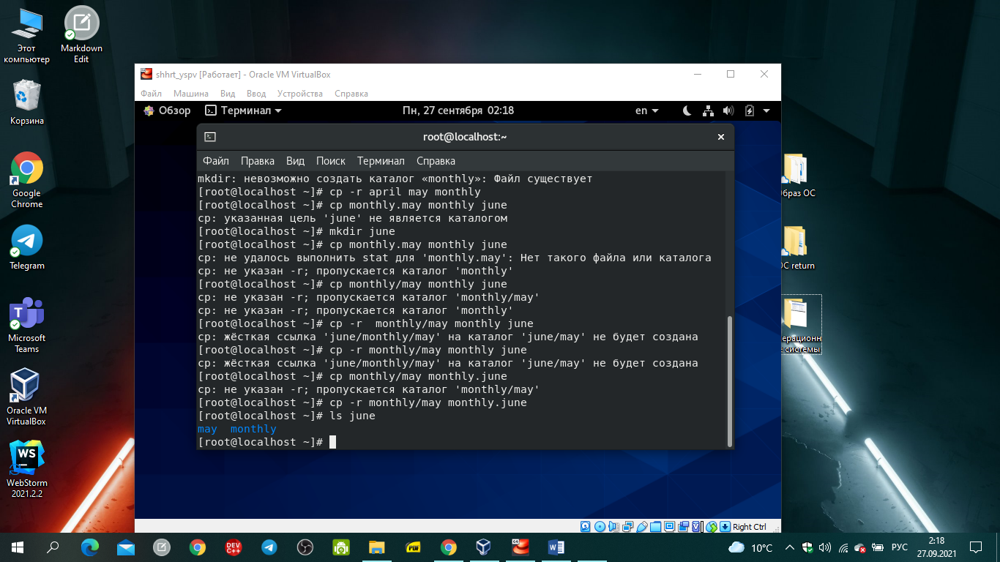 Этот
компьютер
Markdown
Edit
Корзина
Google
Chrome
Telegram
Microsoft
Teams
Oracle VM
VirtualBox
WS
WebStorm
2021.2.2
shhrt_yspv [Работает] - Oracle VM VirtualBox
Файл Машина Вид Ввод Устройства Справка
Обзор Терминал Пн, 27 сентября 02:18 en
root@localhost:~
Файл Правка Вид Поиск Терминал Справка
mkdir: невозможно создать каталог «monthly»: Файл существует
[root@localhost ~]# cp -r april may monthly
[root@localhost ~]# cp monthly.may monthly june
cp: указанная цель 'june' не является каталогом
[root@localhost ~]# mkdir june
[root@localhost ~]# cp monthly.may monthly june
cp: не удалось выполнить stat для 'monthly.may': Нет такого файла или каталога
cp: не указан -r; пропускается каталог 'monthly'
[root@localhost ~]# cp monthly/may monthly june
cp: не указан -r; пропускается каталог 'monthly/may'
cp: не указан -r; пропускается каталог 'monthly'
[root@localhost ~]# cp -r  monthly/may monthly june
cp: жёсткая ссылка 'june/monthly/may' на каталог 'june/may' не будет создана
[root@localhost ~]# cp -r monthly/may monthly june
cp: жёсткая ссылка 'june/monthly/may' на каталог 'june/may' не будет создана
[root@localhost ~]# cp monthly/may monthly.june
cp: не указан -r; пропускается каталог 'monthly/may'
[root@localhost ~]# cp -r monthly/may monthly.june
[root@localhost ~]# ls june
may  monthly
[root@localhost ~]#
Right Ctrl
Образ ОС
ОС return
ерационн
е системы
DEV
C++
PDF
10°C
РУС
2:18
27.09.2021